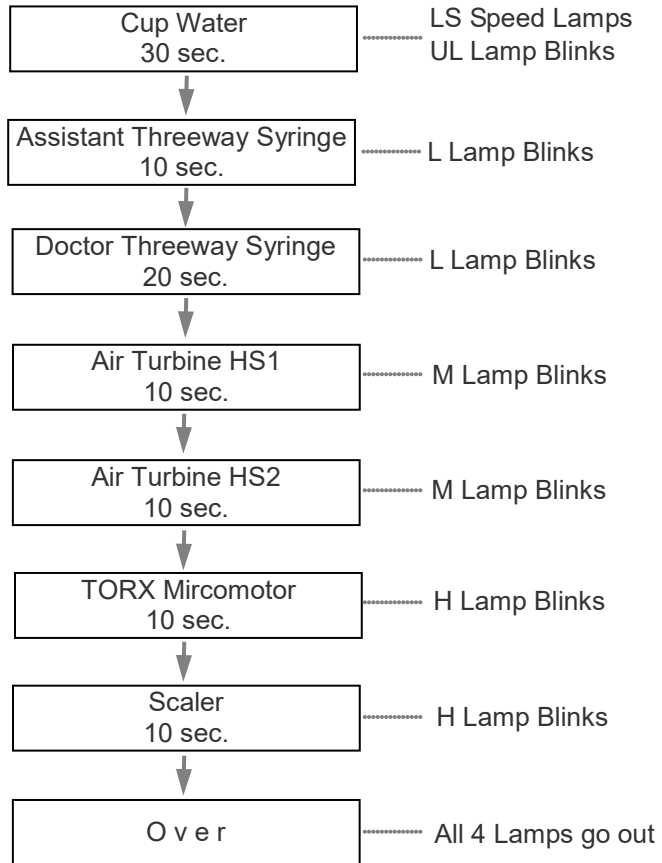 Cup Water
30 sec.
LS Speed Lamps
UL Lamp Blinks
Assistant Threeway Syringe
10 sec.
L Lamp Blinks
Doctor Threeway Syringe
20 sec.
L Lamp Blinks
Air Turbine HS1
10 sec.
M Lamp Blinks
Air Turbine HS2
10 sec.
M Lamp Blinks
TORX Mircomotor
10 sec.
H Lamp Blinks
Scaler
10 sec.
H Lamp Blinks
O v e r
All 4 Lamps go out